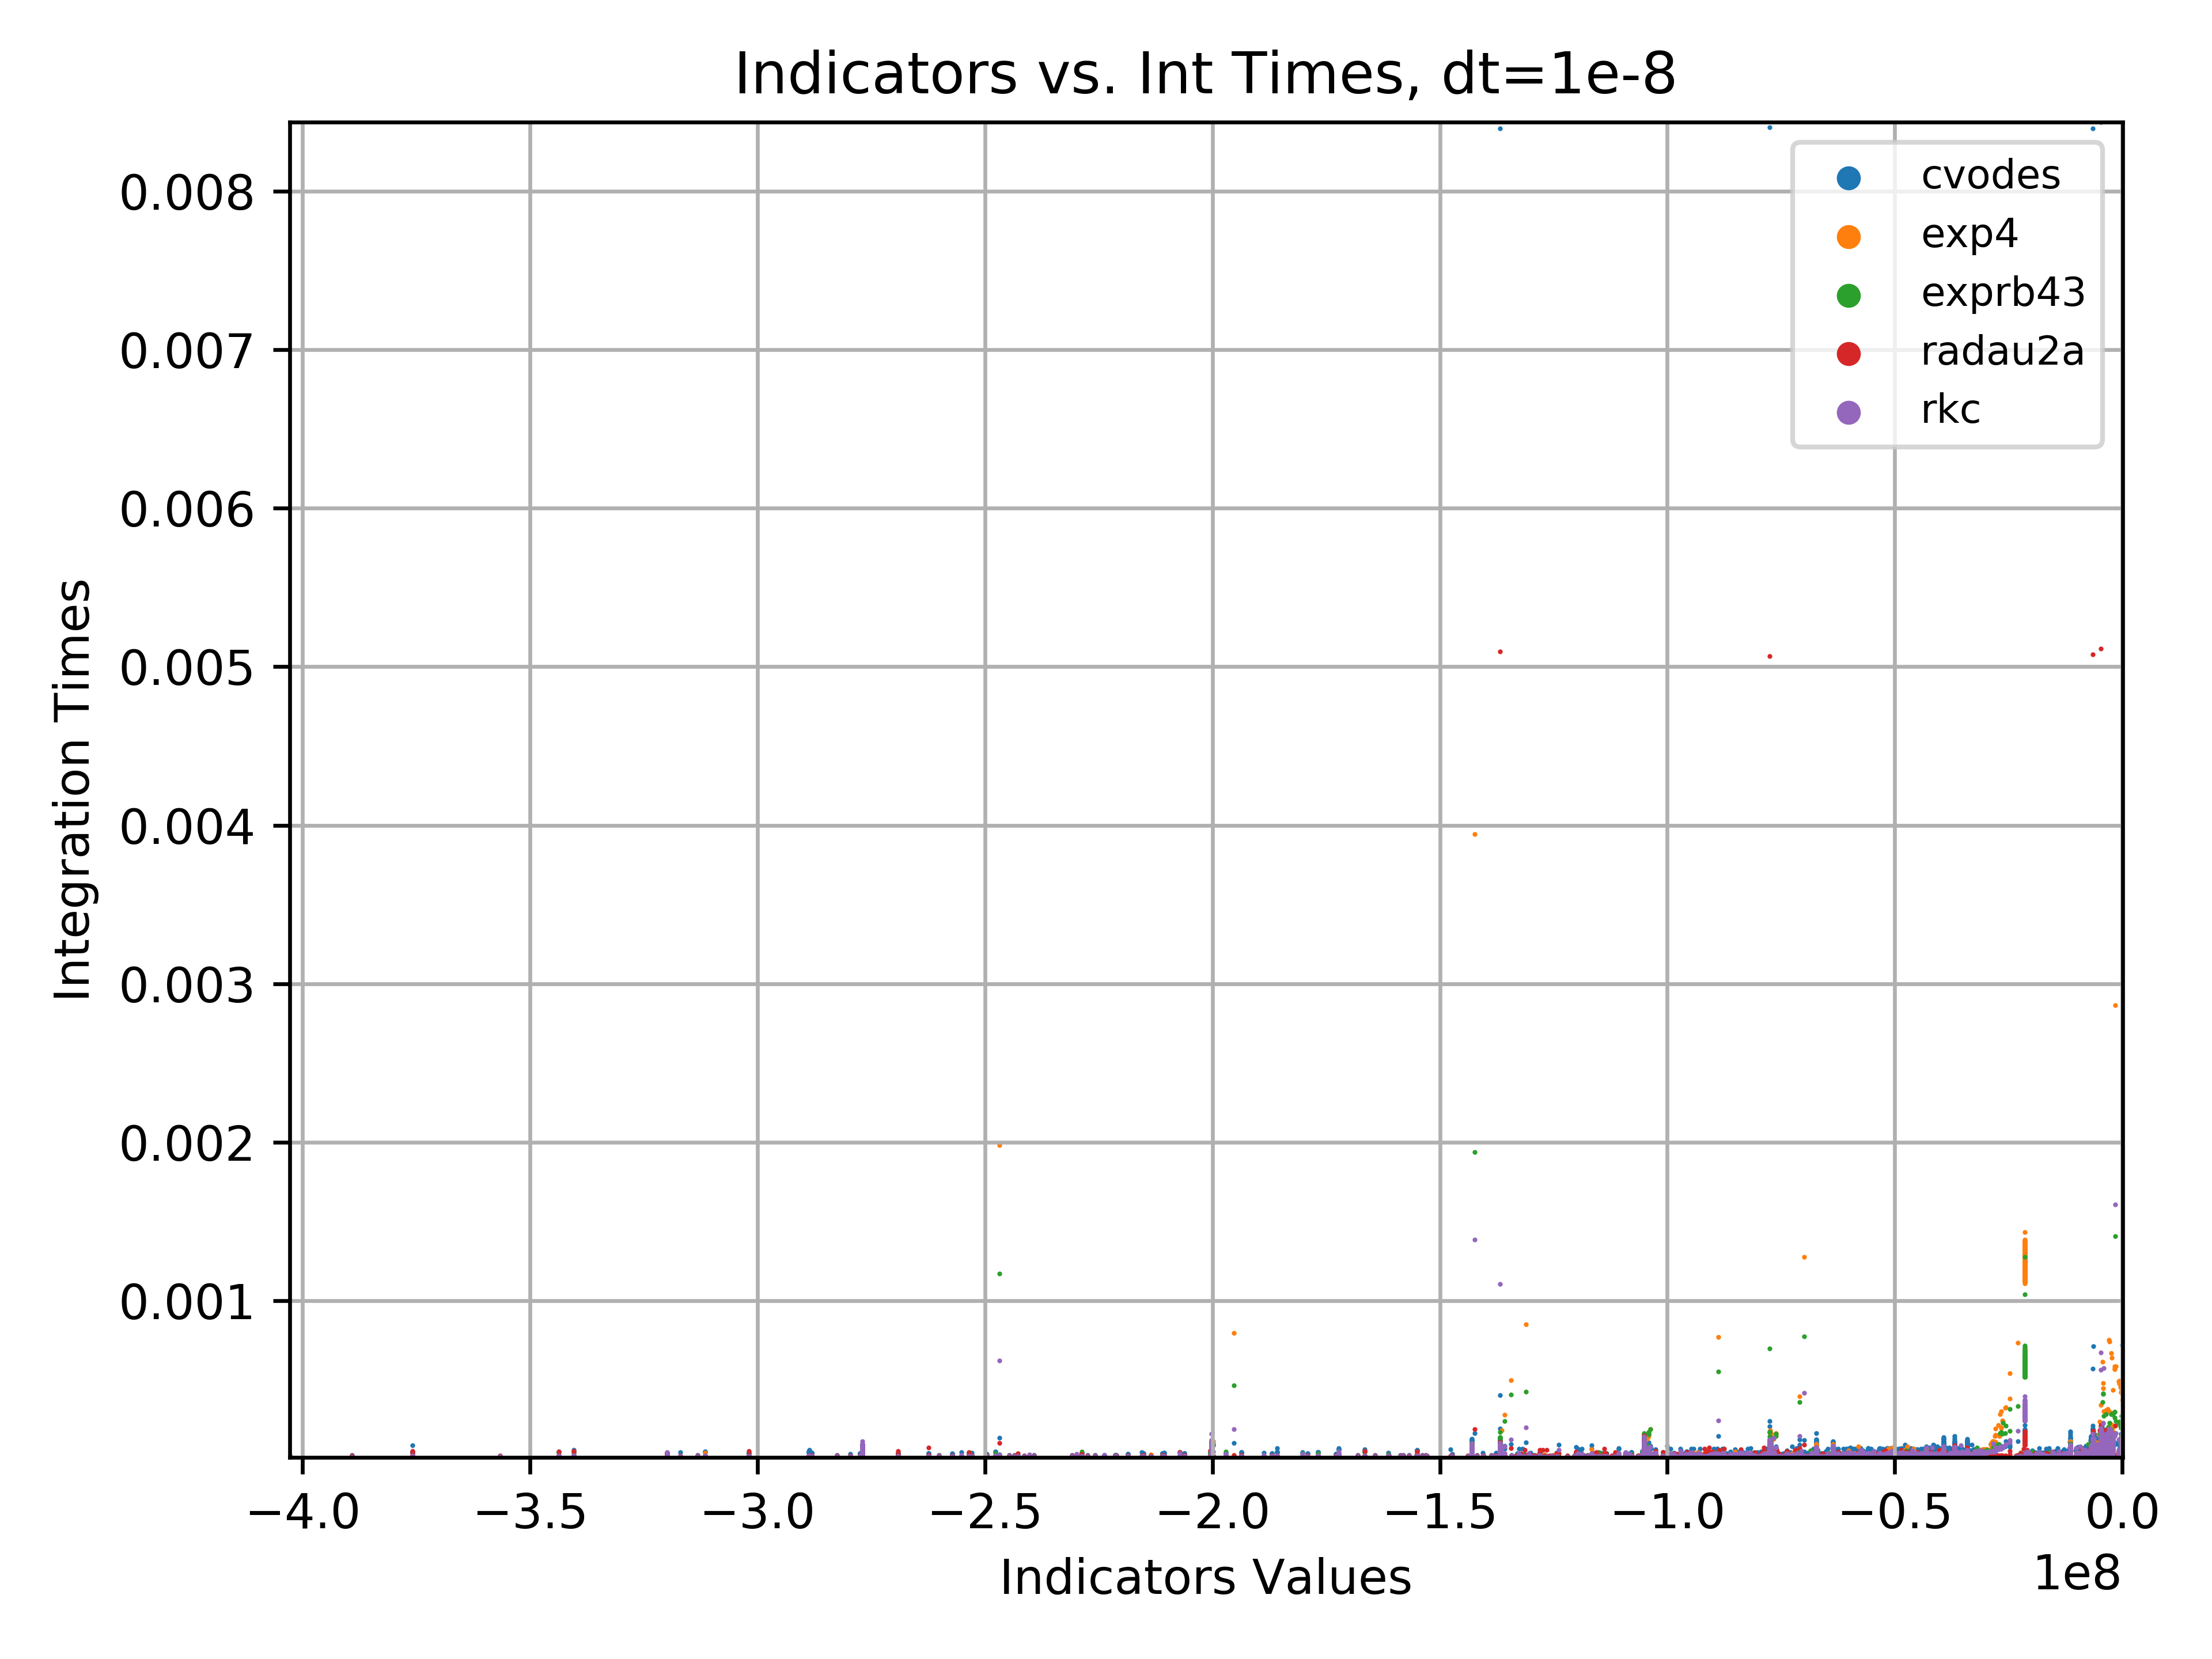 Indicators vs. Int Times, dt=1e-8
cvodes
exp4
exprb43
radau2a
rkc
Integration Times
0.008
0.007
0.006
0.005
0.004
0.003
0.002
0.001
−4.0 −3.5 −3.0 −2.5 −2.0 −1.5 −1.0 −0.5 0.0
1e8
Indicators Values